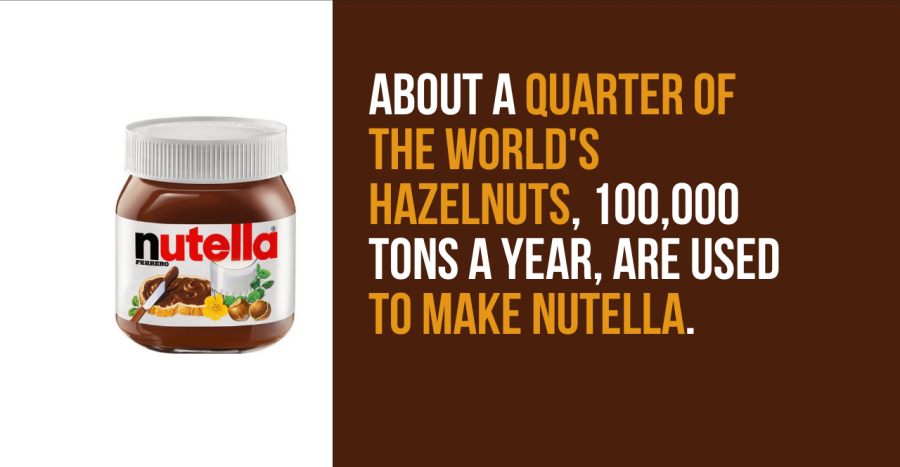 nutella
FERRERO
ABOUT A QUARTER OF
THE WORLD'S
HAZELNUTS, 100,000
TONS A YEAR, ARE USED
TO MAKE NUTELLA.